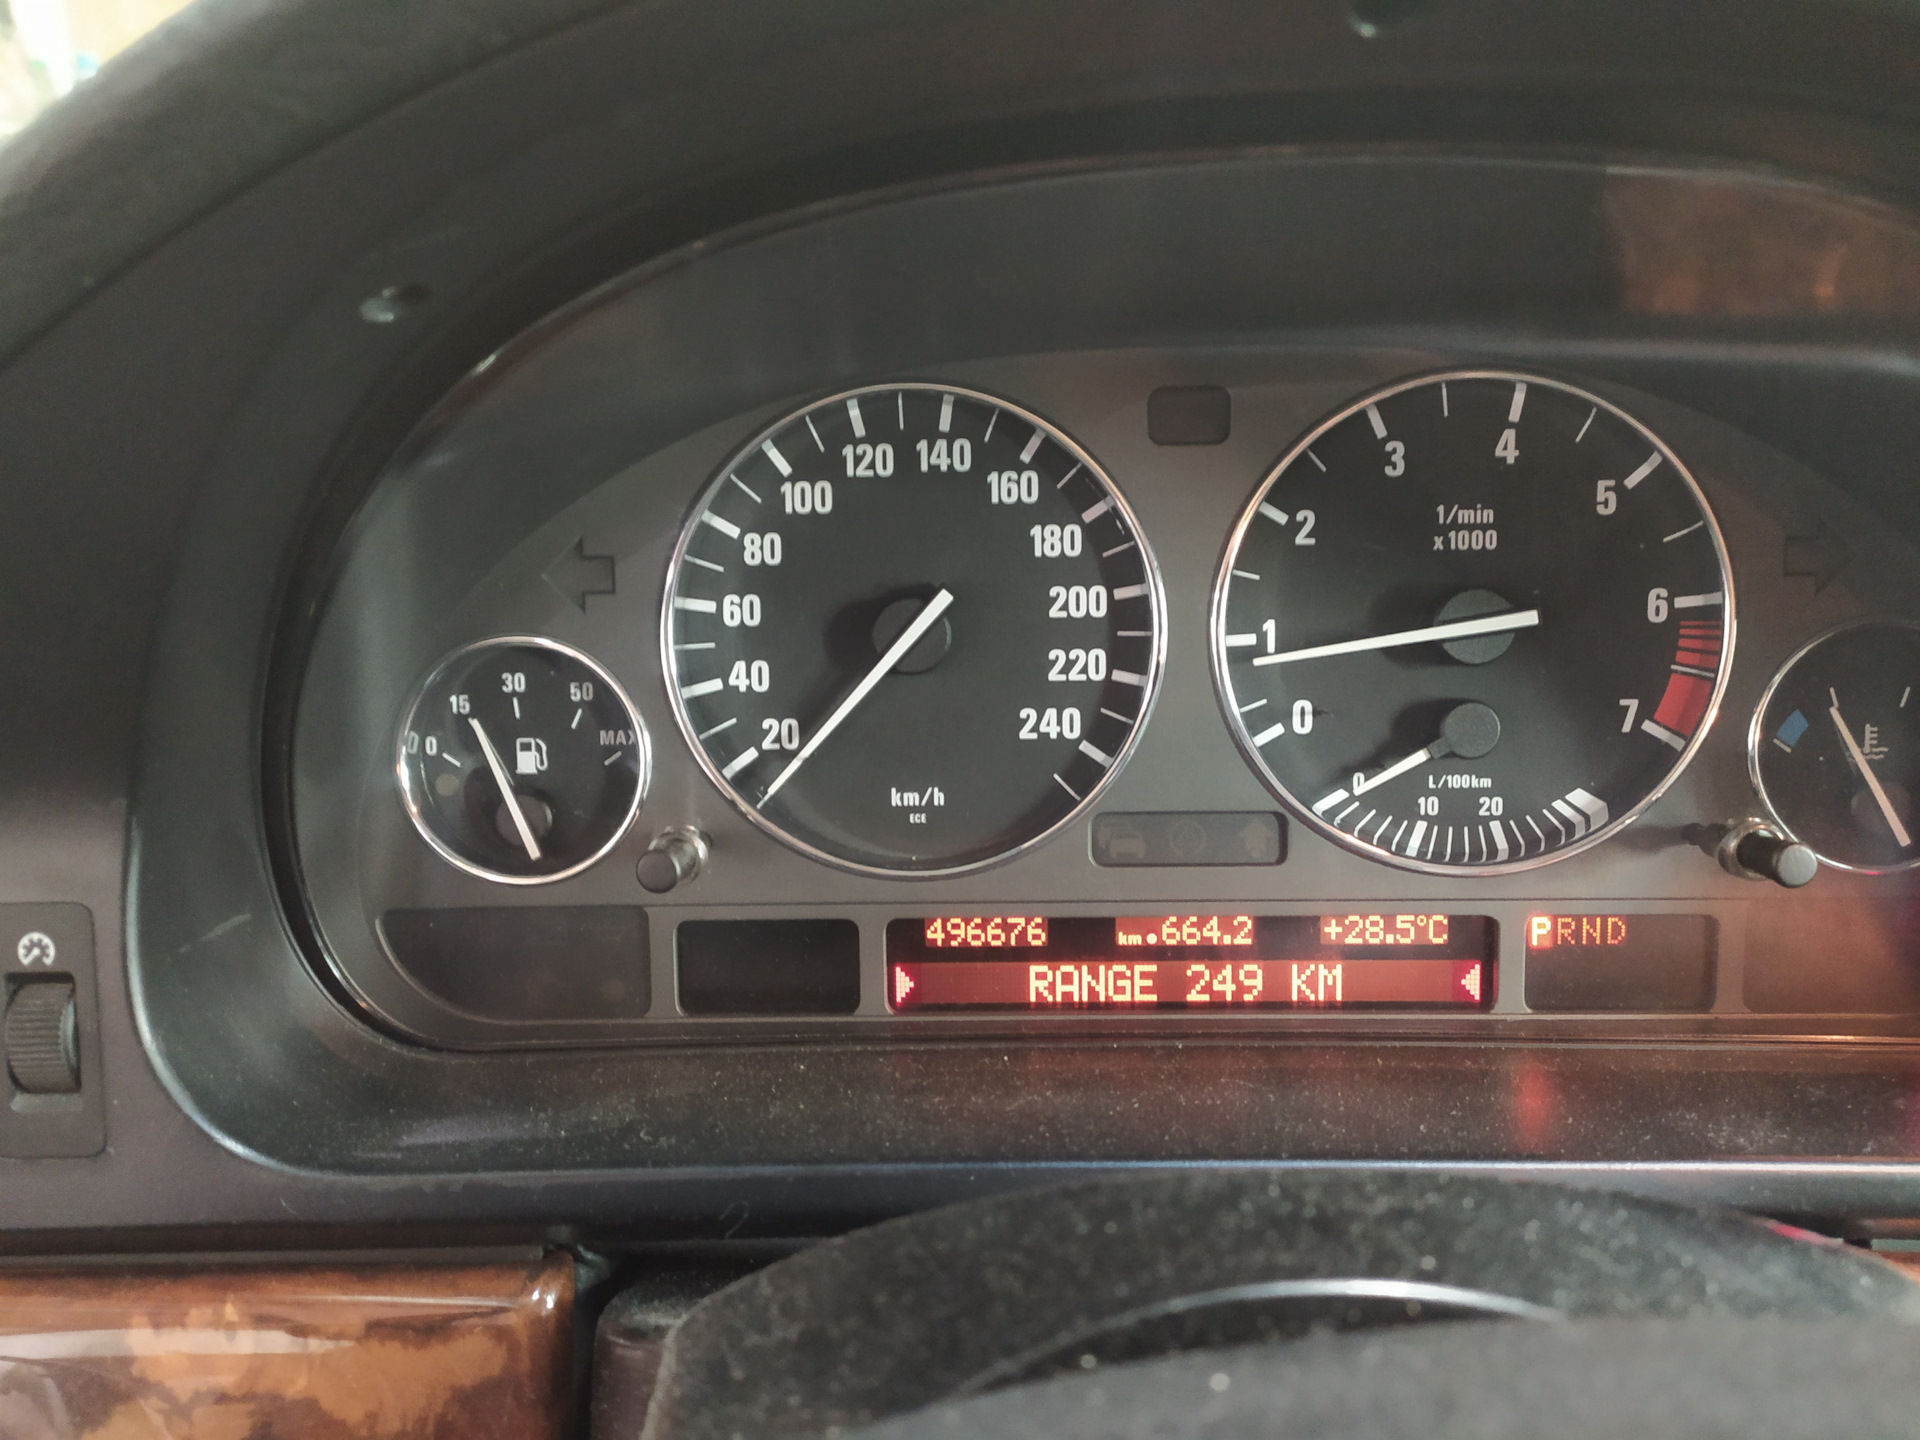 120 140
100 160
80 180
60 200
40 220
20 240
km/h
ECE
3 4
2 5
1/min
x 1000
1 6
0 7
L/100km
0 10 20
0 15 30 50 MAX
496676 km 664.2 +28.5°C
RANGE 249 KM
PRND